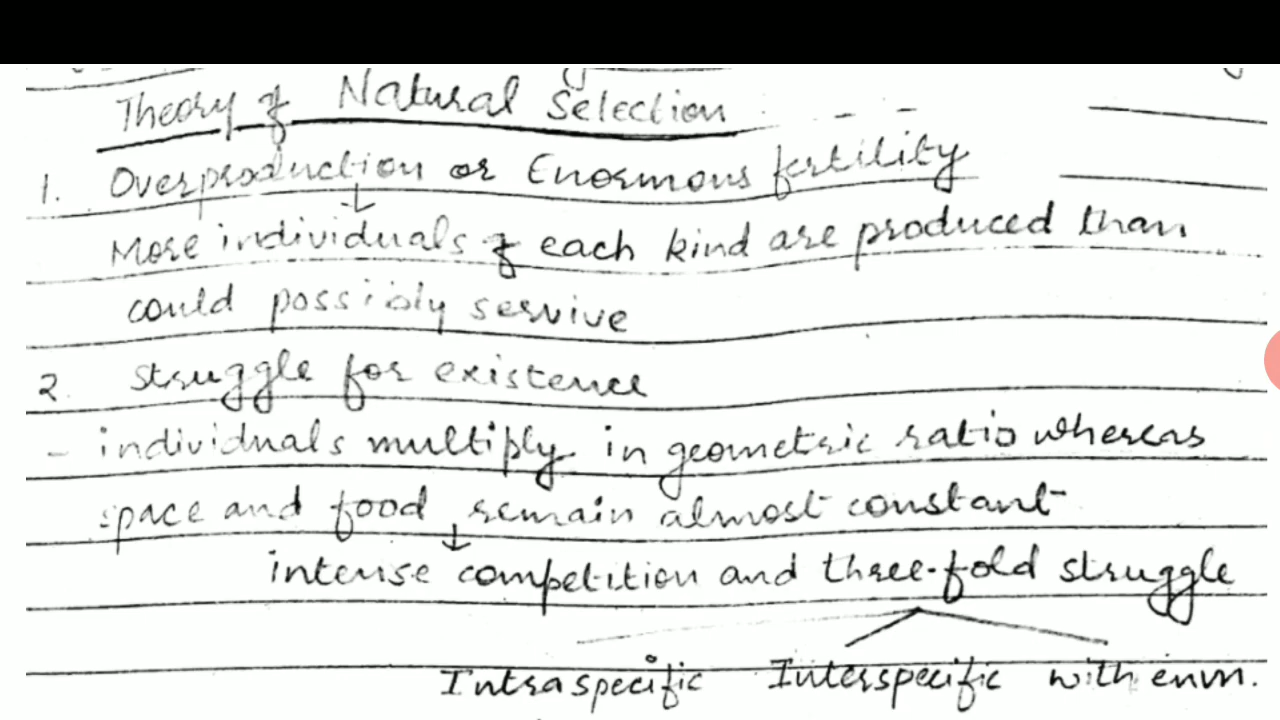 Theory of Natural Selection
1. Overproduction or Enormous fertility
↓
More individuals of each kind are produced than
could possibly servive
2. struggle for existence
- individuals multiply in geometric ratio whereas
space and food remain almost constant
↓
intense competition and three-fold struggle
Intraspecific Interspecific with envn.